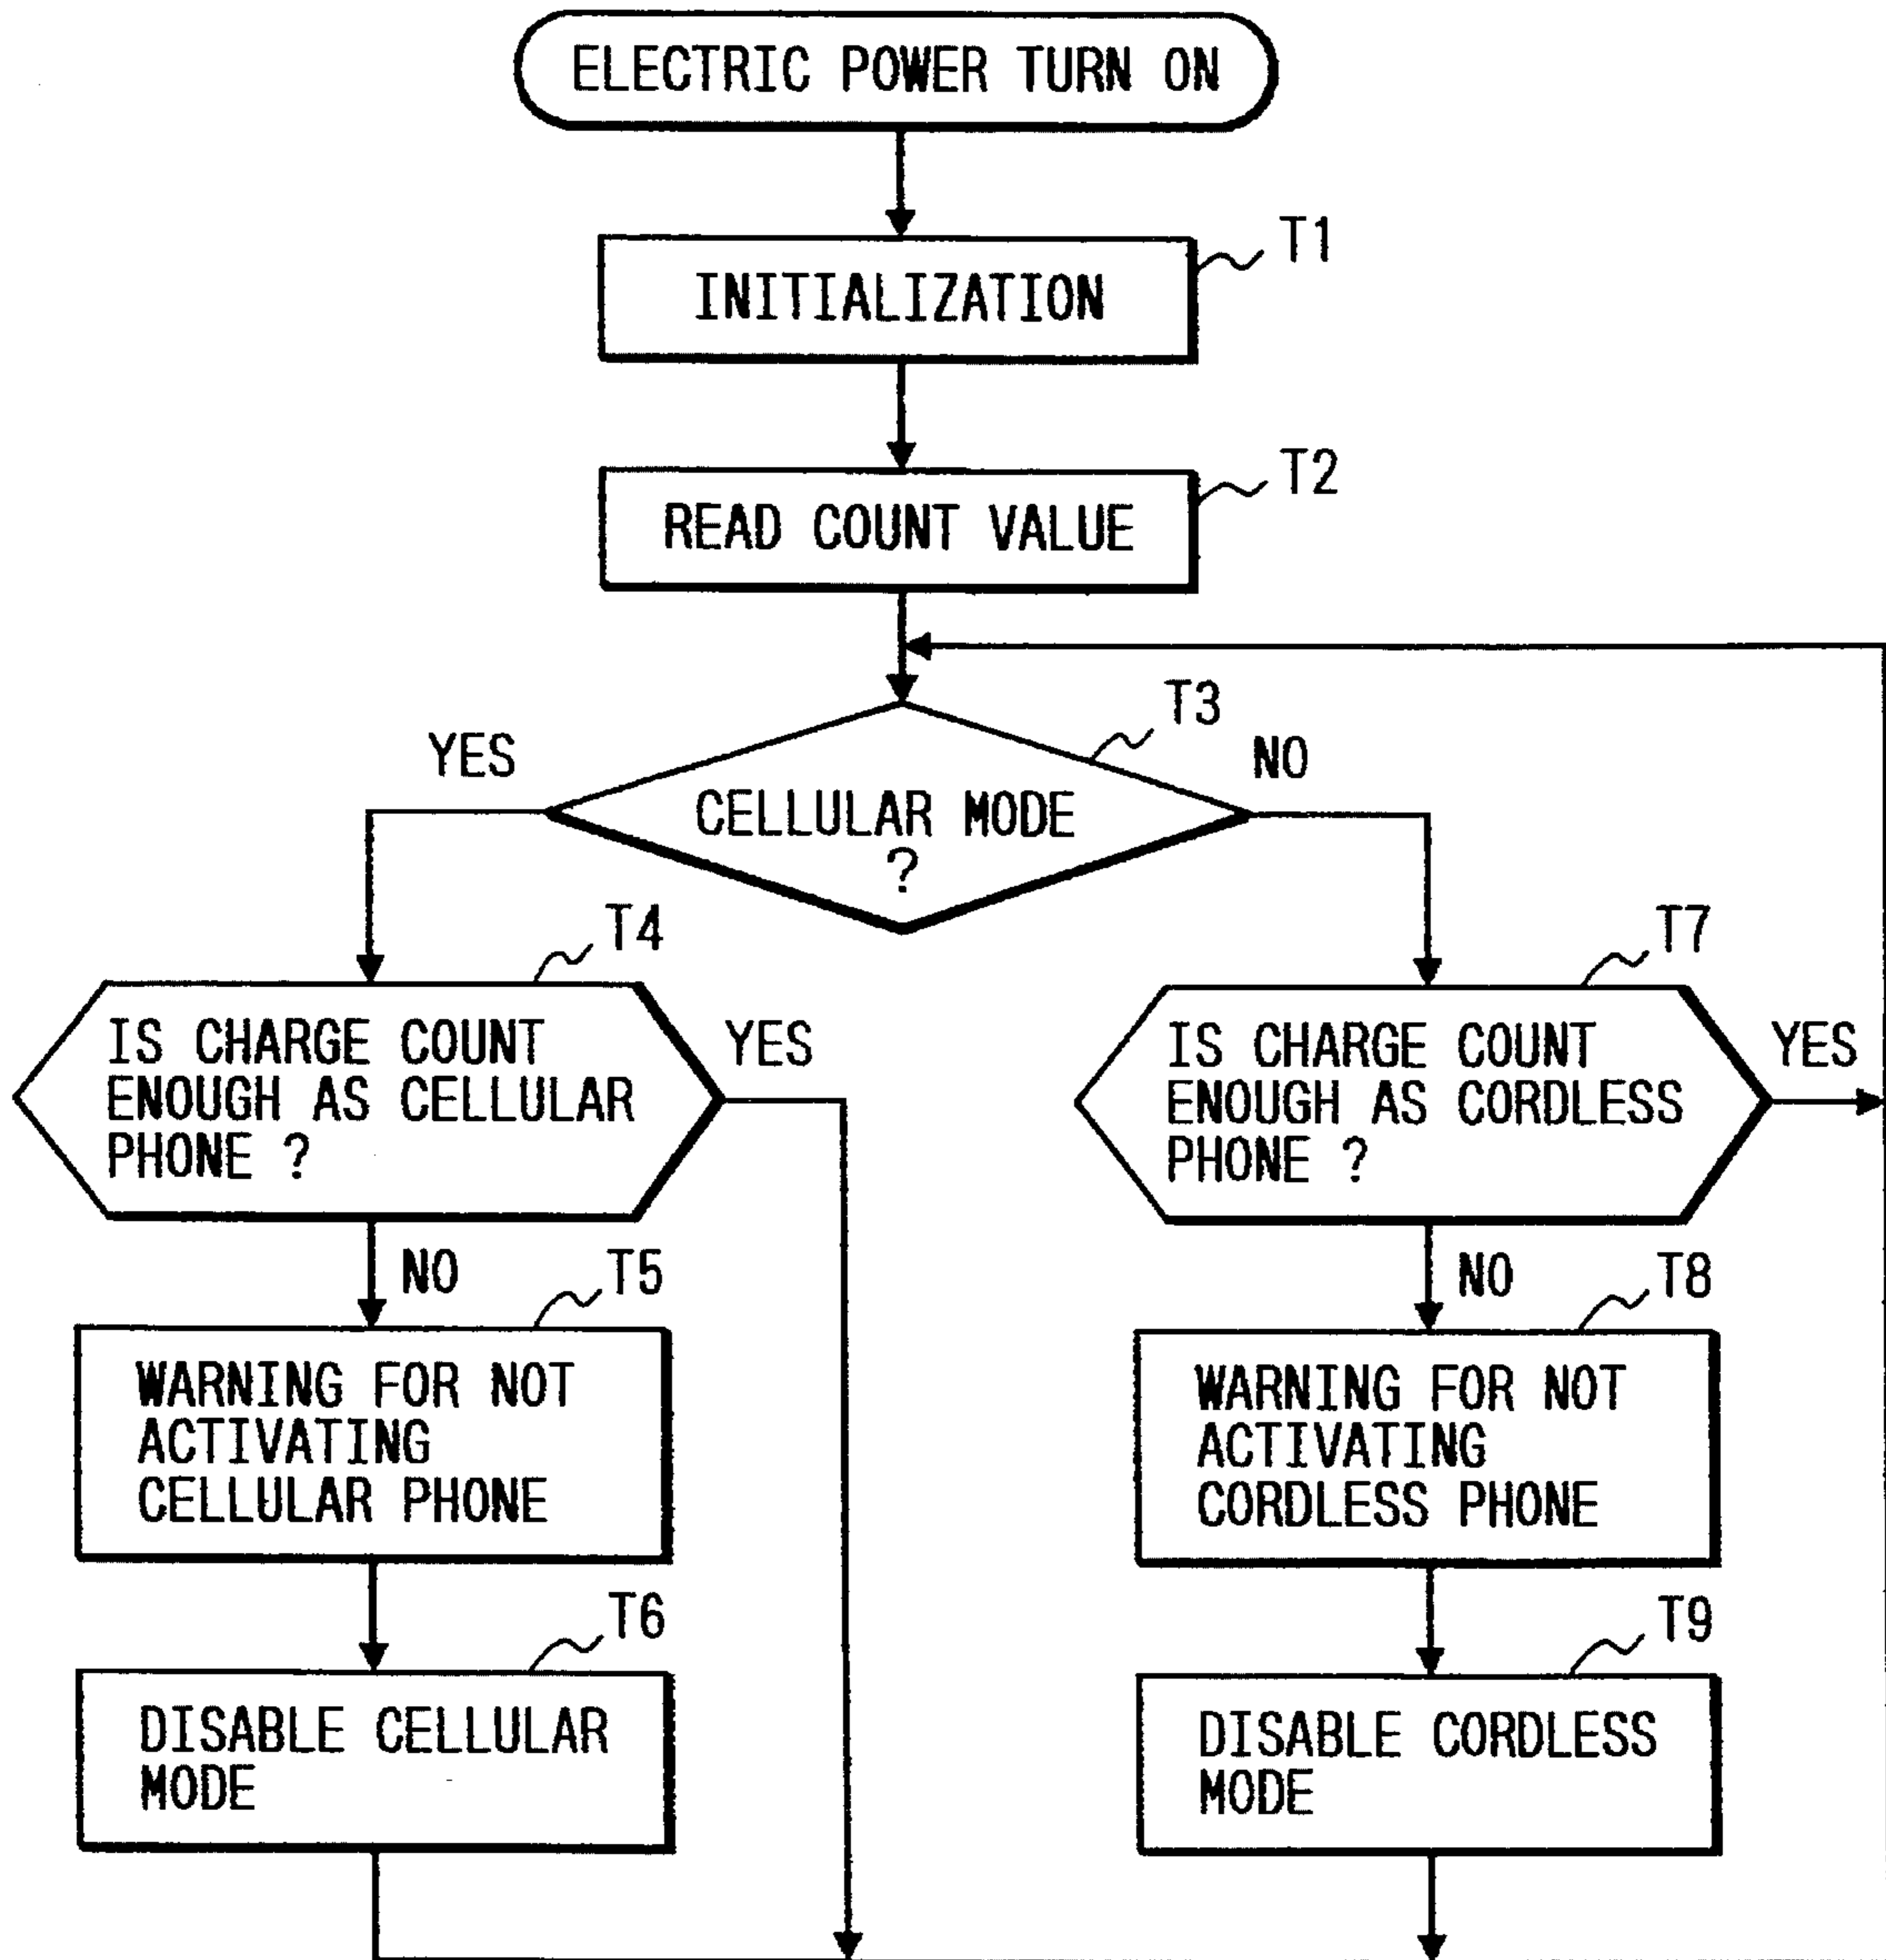 ELECTRIC POWER TURN ON
T1
INITIALIZATION
T2
READ COUNT VALUE
T3
YES
NO
CELLULAR MODE
?
T4
T7
IS CHARGE COUNT
ENOUGH AS CELLULAR
PHONE ?
YES
IS CHARGE COUNT
ENOUGH AS CORDLESS
PHONE ?
YES
NO
T5
NO
T8
WARNING FOR NOT
ACTIVATING
CELLULAR PHONE
WARNING FOR NOT
ACTIVATING
CORDLESS PHONE
T6
T9
DISABLE CELLULAR
MODE
DISABLE CORDLESS
MODE